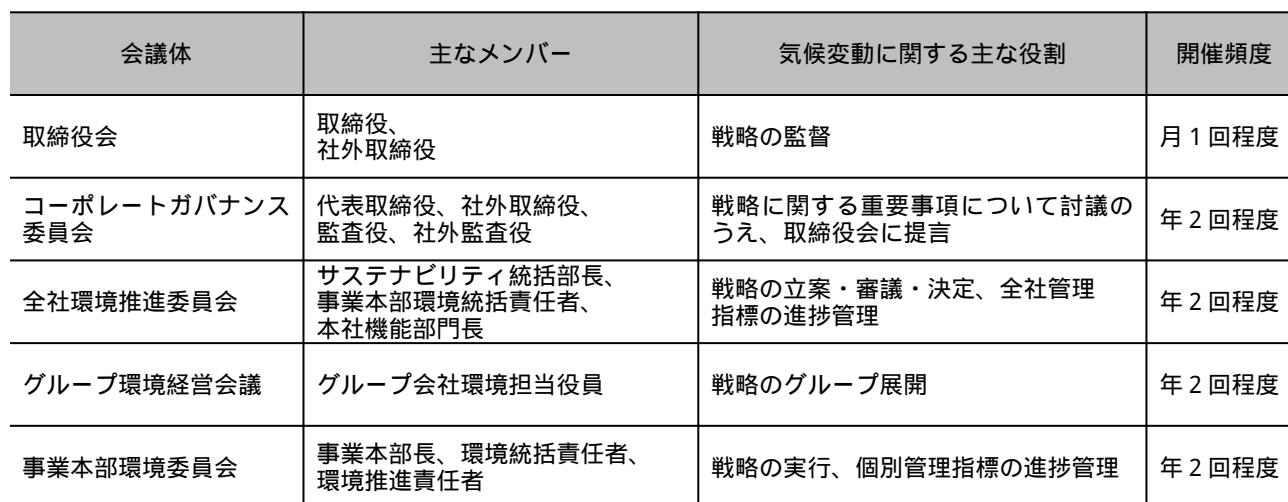 会議体
主なメンバー
気候変動に関する主な役割
開催頻度
取締役会
取締役、
社外取締役
戦略の監督
月1回程度
コーポレートガバナンス
委員会
代表取締役、社外取締役、
監査役、社外監査役
戦略に関する重要事項について討議の
うえ、取締役会に提言
年2回程度
全社環境推進委員会
サステナビリティ統括部長、
事業本部環境統括責任者、
本社機能部門長
戦略の立案・審議・決定、全社管理
指標の進捗管理
年2回程度
グループ環境経営会議
グループ会社環境担当役員
戦略のグループ展開
年2回程度
事業本部環境委員会
事業本部長、環境統括責任者、
環境推進責任者
戦略の実行、個別管理指標の進捗管理
年2回程度